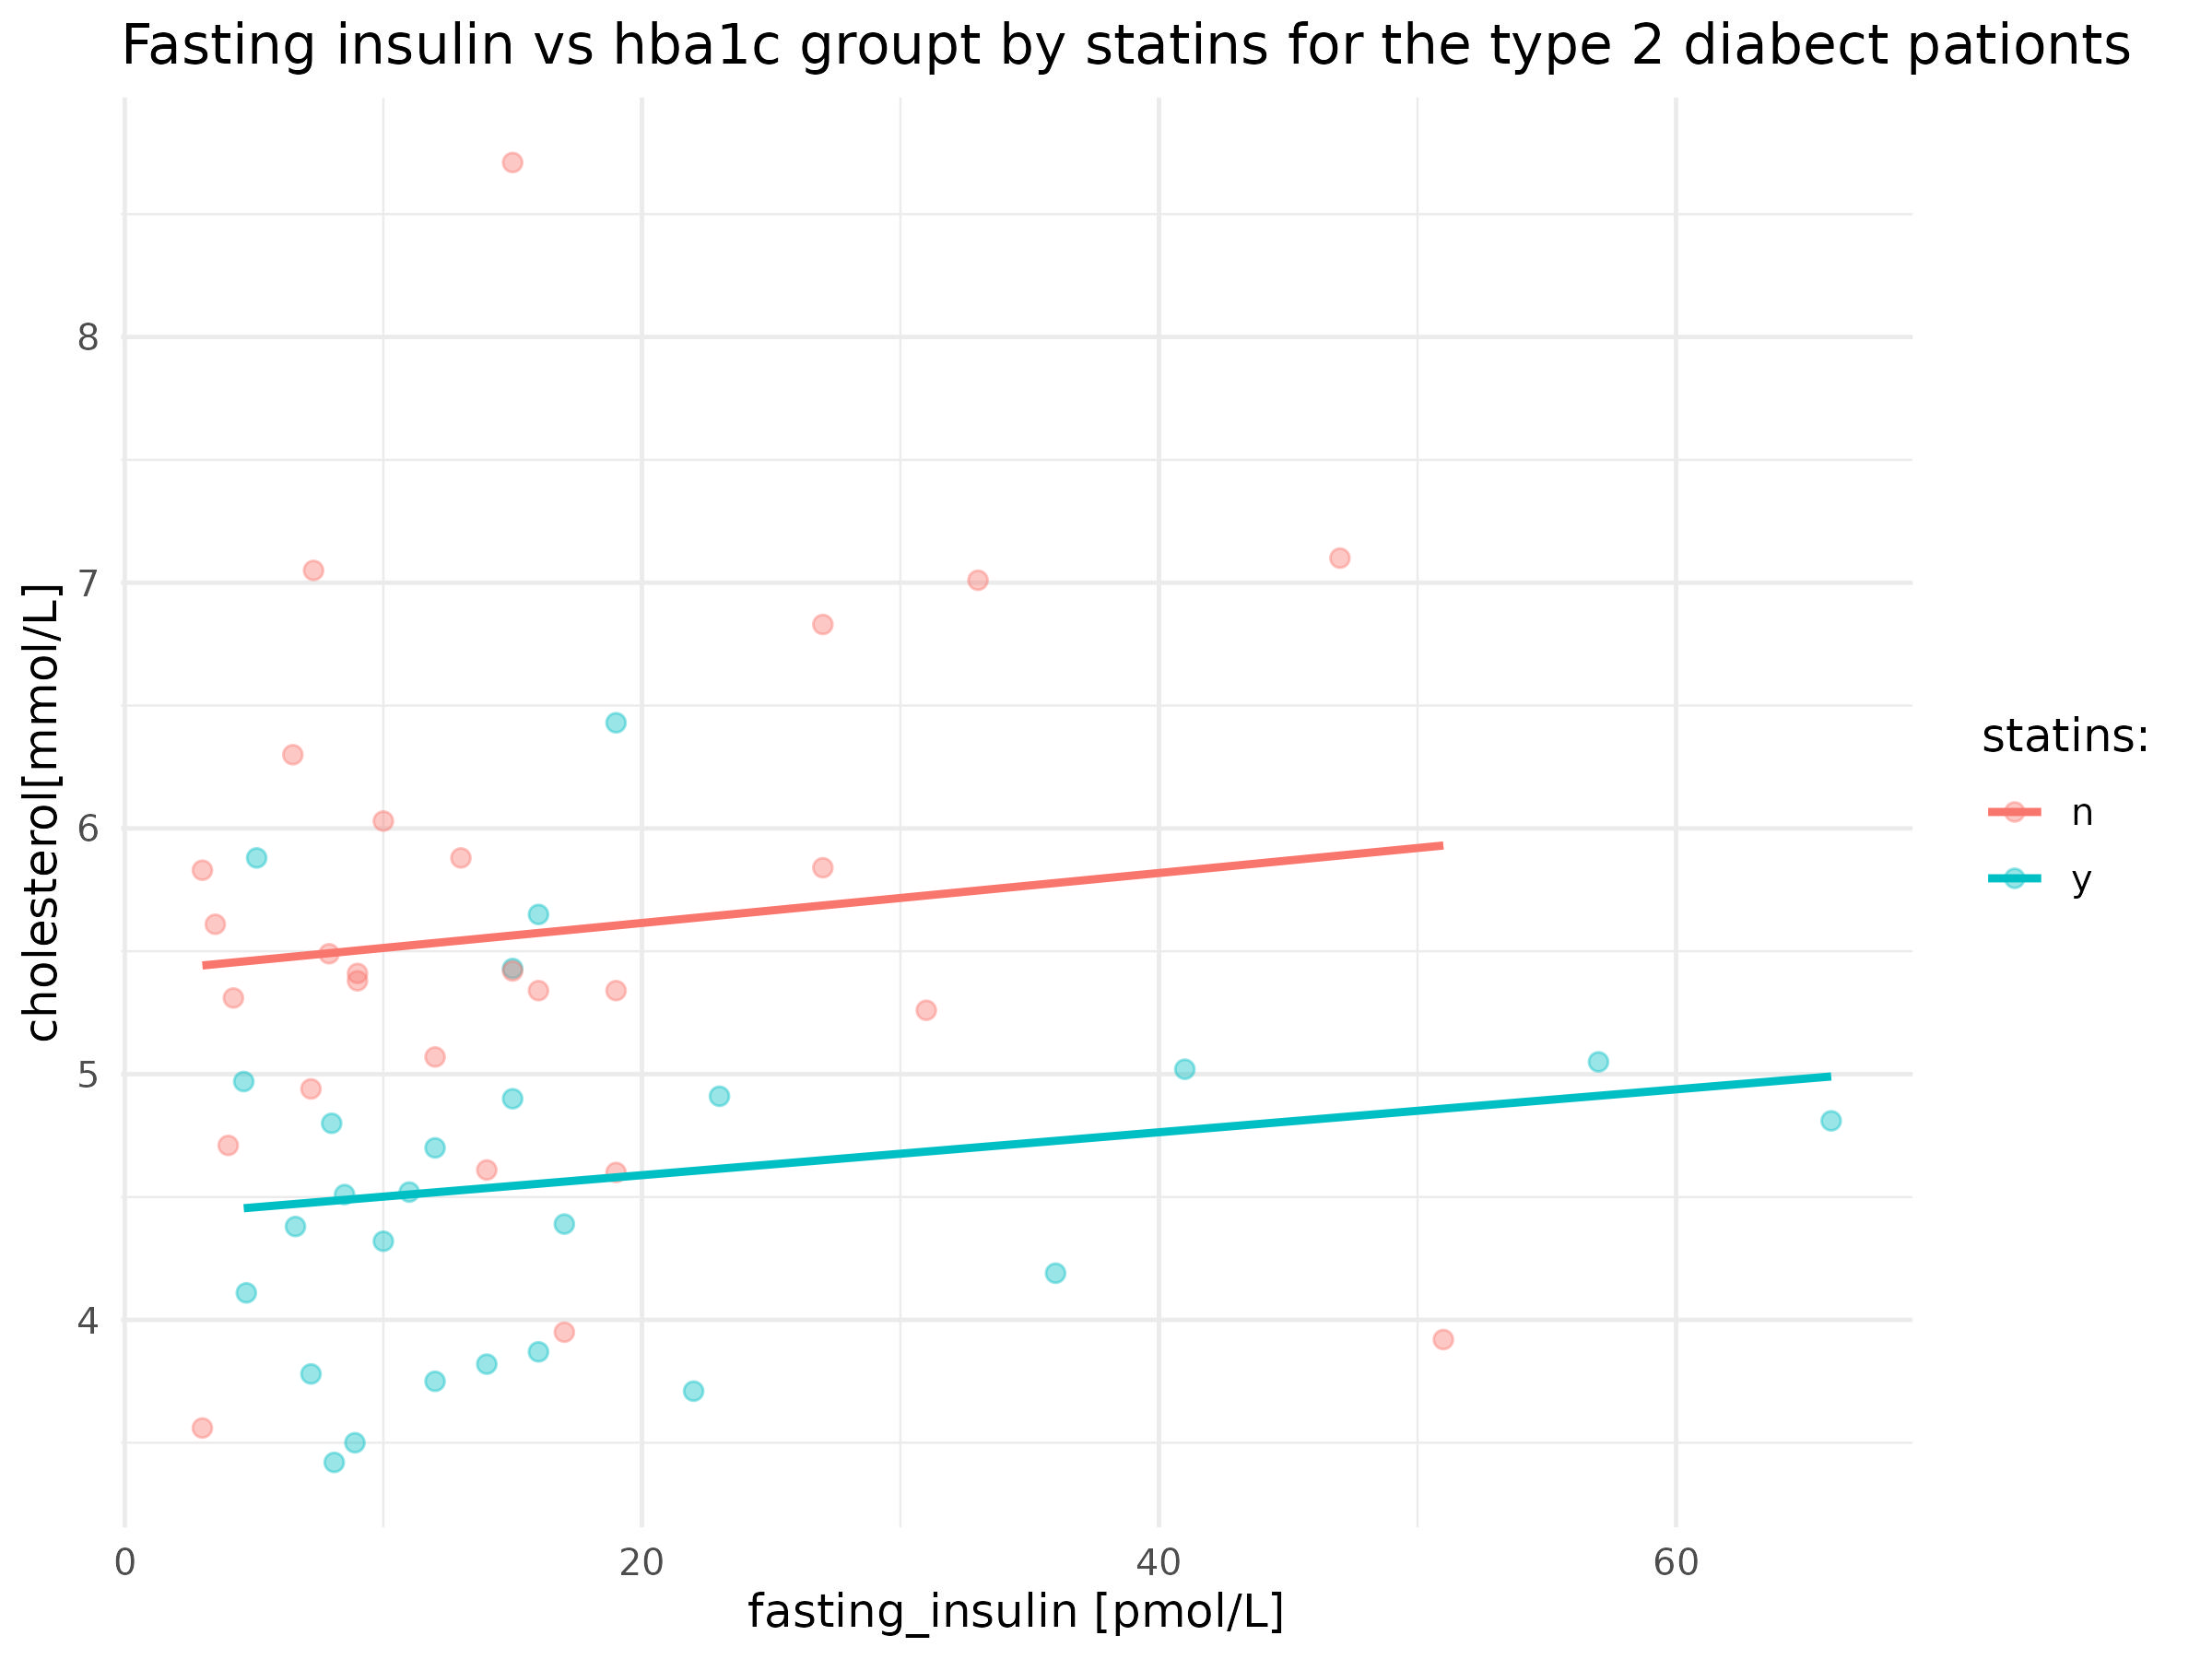 Fasting insulin vs hba1c groupt by statins for the type 2 diabect pationts
cholesterol[mmol/L]
8
7
6
5
4
0 20 40 60
fasting_insulin [pmol/L]
statins:
n
y